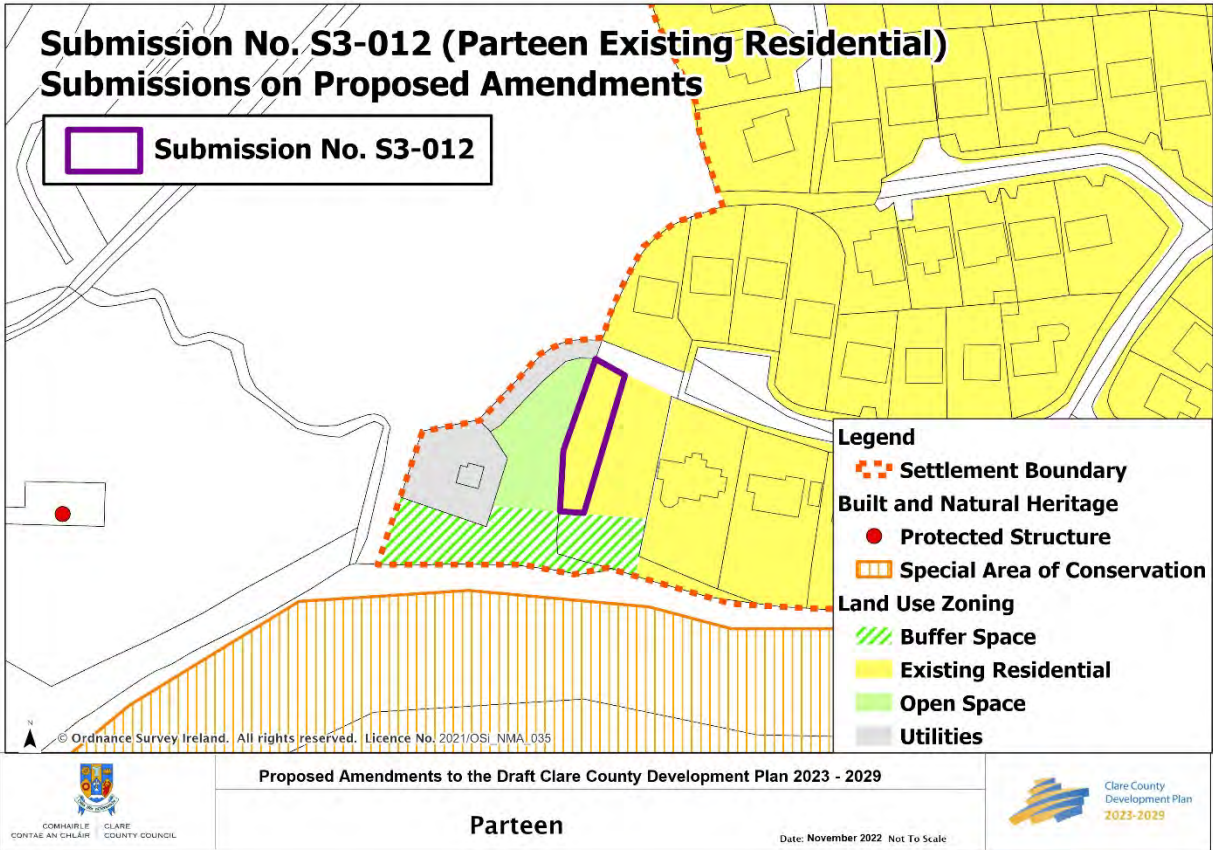 Submission No. S3-012 (Parteen Existing Residential)
Submissions on Proposed Amendments
Submission No. S3-012
Legend
Settlement Boundary
Built and Natural Heritage
Protected Structure
Special Area of Conservation
Land Use Zoning
Buffer Space
Existing Residential
Open Space
Utilities
N
© Ordnance Survey Ireland. All rights reserved. Licence No. 2021/OSi_NMA_035
COMHAIRLE CLARE
CONTAE AN CHLÁIR COUNTY COUNCIL
Proposed Amendments to the Draft Clare County Development Plan 2023 - 2029
Parteen
Date: November 2022 Not To Scale
Clare County
Development Plan
2023-2029